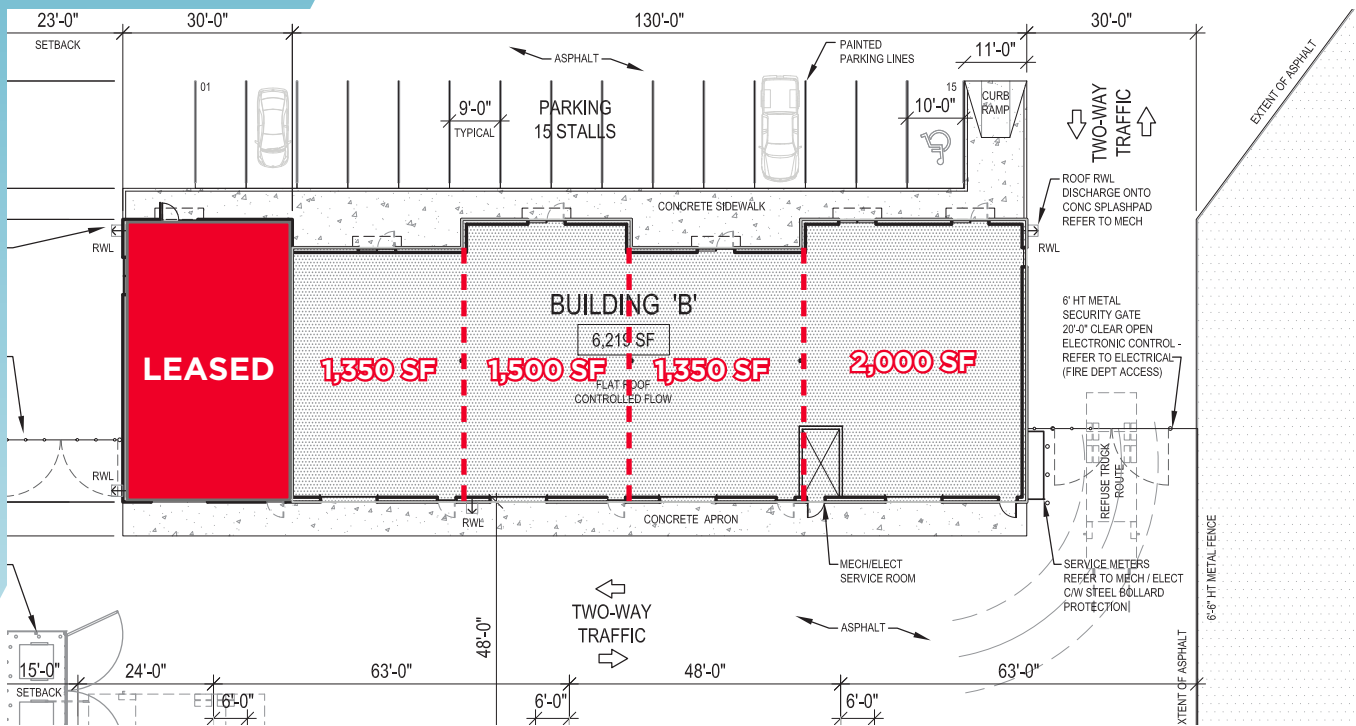 23'-0"
30'-0"
130'-0"
30'-0"
SETBACK
11'-0"
ASPHALT
PAINTED
PARKING LINES
01
9'-0"
TYPICAL
PARKING
15 STALLS
15
10'-0"
CURB
RAMP
TWO-WAY
TRAFFIC
EXTENT OF ASPHALT
CONCRETE SIDEWALK
ROOF RWL
DISCHARGE ONTO
CONC SPLASHPAD
REFER TO MECH
RWL
RWL
BUILDING 'B'
6,219 SF
FLAT ROOF
CONTROLLED FLOW
LEASED
1,350 SF
1,500 SF
1,350 SF
2,000 SF
6' HT METAL
SECURITY GATE
20'-0" CLEAR OPEN
ELECTRONIC CONTROL -
REFER TO ELECTRICAL
(FIRE DEPT ACCESS)
RWL
RWL
CONCRETE APRON
REFUSE TRUCK
ROUTE
MECH/ELECT
SERVICE ROOM
SERVICE METERS
REFER TO MECH / ELECT
C/W STEEL BOLLARD
PROTECTION
6'-6" HT METAL FENCE
TWO-WAY
TRAFFIC
48'-0"
ASPHALT
EXTENT OF ASPHALT
15'-0"
24'-0"
63'-0"
48'-0"
63'-0"
SETBACK
6'-0"
6'-0"
6'-0"